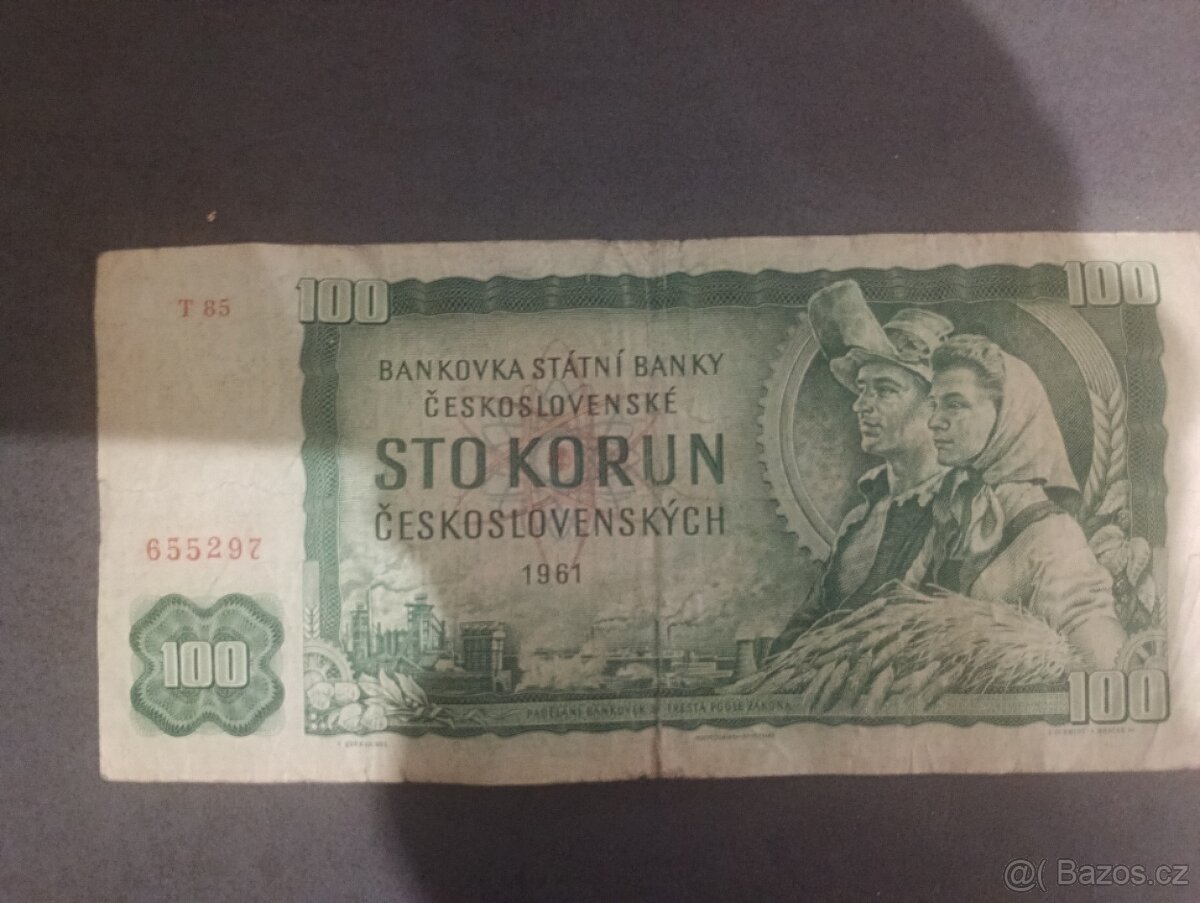 T 85
100
100
BANKOVKA STÁTNÍ BANKY
ČESKOSLOVENSKÉ
STO KORUN
ČESKOSLOVENSKÝCH
1961
655297
100
100
PADĚLÁNÍ BANKOVEK SE TRESTÁ PODLE ZÁKONA
@( Bazos.cz